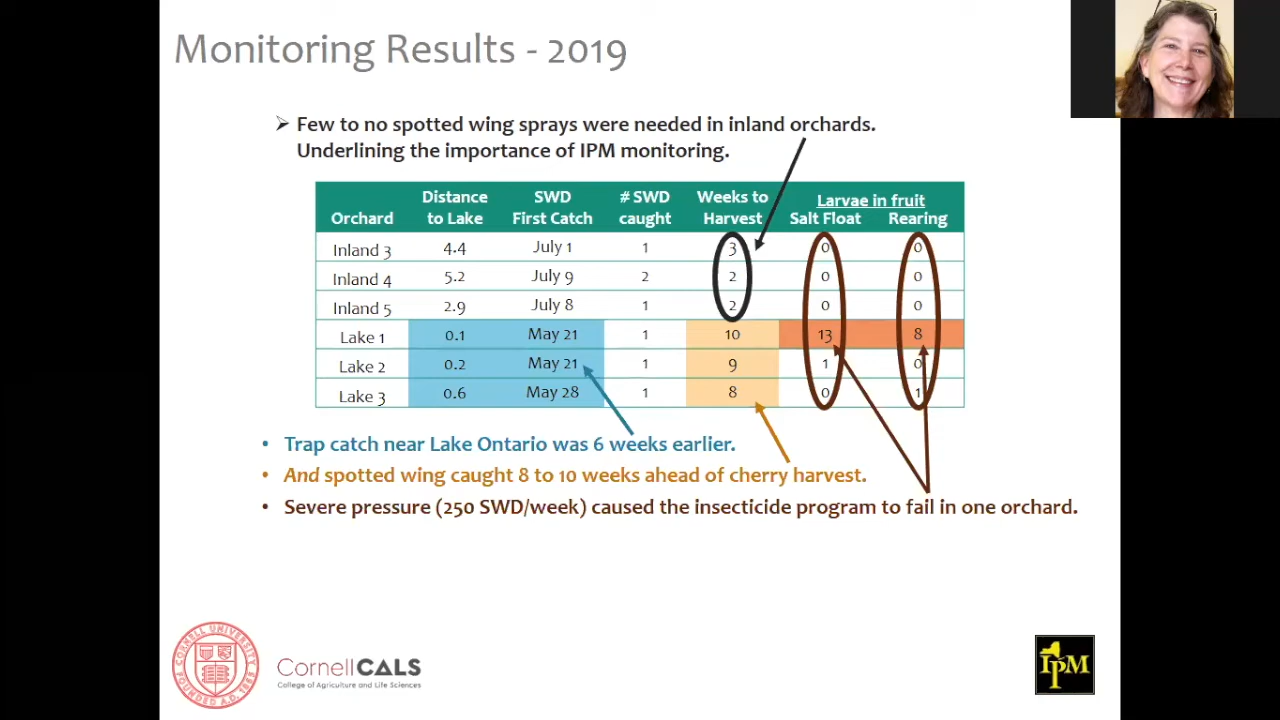 Monitoring Results - 2019
➢ Few to no spotted wing sprays were needed in inland orchards.
Underlining the importance of IPM monitoring.
Orchard Distance to Lake SWD First Catch # SWD caught Weeks to Harvest Larvae in fruit Salt Float Rearing
Inland 3 4.4 July 1 1 3 0 0
Inland 4 5.2 July 9 2 2 0 0
Inland 5 2.9 July 8 1 2 0 0
Lake 1 0.1 May 21 1 10 13 8
Lake 2 0.2 May 21 1 9 1 0
Lake 3 0.6 May 28 1 8 0 1
• Trap catch near Lake Ontario was 6 weeks earlier.
• And spotted wing caught 8 to 10 weeks ahead of cherry harvest.
• Severe pressure (250 SWD/week) caused the insecticide program to fail in one orchard.
CORNELL UNIVERSITY
FOUNDED A.D. 1865
CornellCALS
College of Agriculture and Life Sciences
IPM